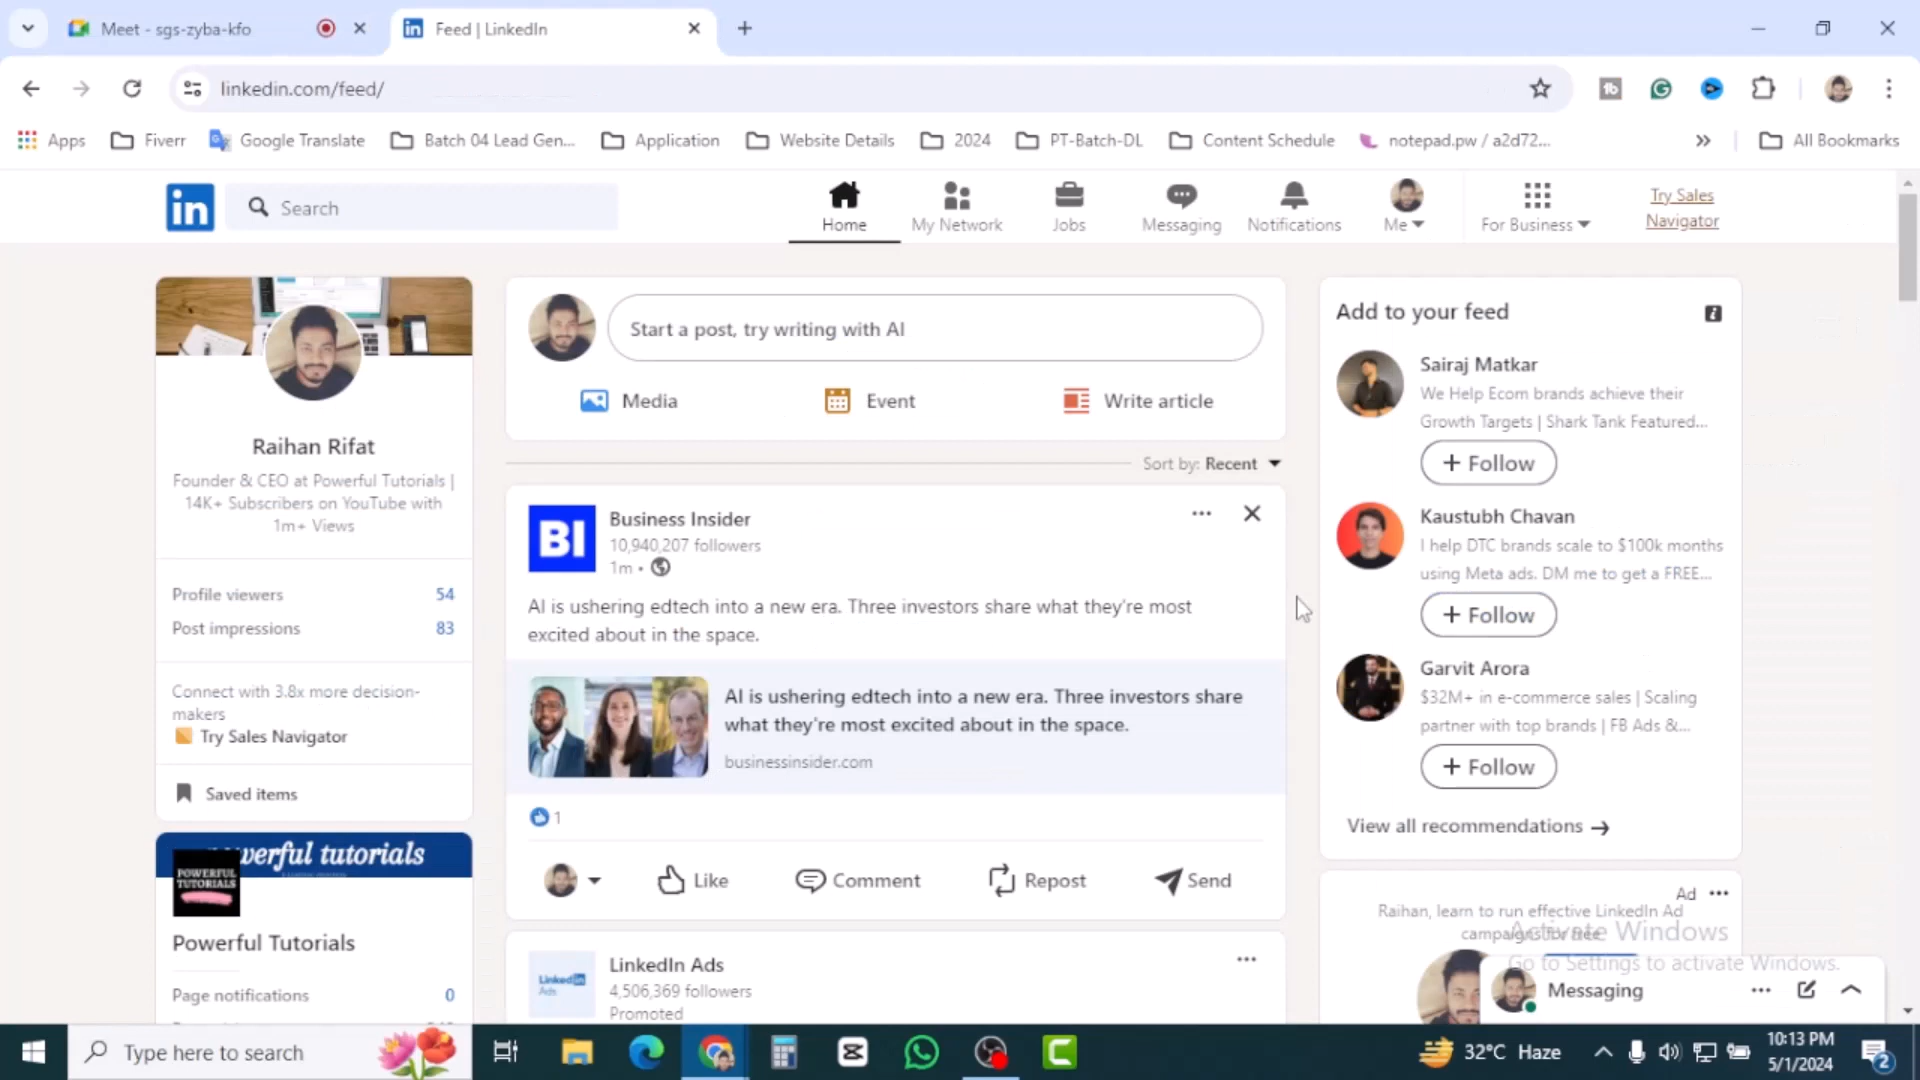 Meet - sgs-zyba-kfo
Feed | LinkedIn
linkedin.com/feed/
Apps
Fiverr
Google Translate
Batch 04 Lead Gen...
Application
Website Details
2024
PT-Batch-DL
Content Schedule
notepad.pw / a2d72...
All Bookmarks
in
Search
Home
My Network
Jobs
Messaging
Notifications
Me
For Business
Try Sales
Navigator
Raihan Rifat
Founder & CEO at Powerful Tutorials |
14K+ Subscribers on YouTube with
1m+ Views
Profile viewers 54
Post impressions 83
Connect with 3.8x more decision-
makers
Try Sales Navigator
Saved items
werful tutorials
POWERFUL
TUTORIALS
Powerful Tutorials
Page notifications 0
Start a post, try writing with AI
Media
Event
Write article
Sort by: Recent
BI
Business Insider
10,940,207 followers
1m •
AI is ushering edtech into a new era. Three investors share what they're most
excited about in the space.
AI is ushering edtech into a new era. Three investors share
what they're most excited about in the space.
businessinsider.com
1
Like
Comment
Repost
Send
Linkedin
Ads
LinkedIn Ads
4,506,369 followers
Promoted
Add to your feed
Sairaj Matkar
We Help Ecom brands achieve their
Growth Targets | Shark Tank Featured...
+ Follow
Kaustubh Chavan
I help DTC brands scale to $100k months
using Meta ads. DM me to get a FREE...
+ Follow
Garvit Arora
$32M+ in e-commerce sales | Scaling
partner with top brands | FB Ads &...
+ Follow
View all recommendations →
Ad
Raihan, learn to run effective LinkedIn Ad
campaigns for free
Activate Windows
Go to Settings to activate Windows.
Messaging
Type here to search
32°C Haze
10:13 PM
5/1/2024
2